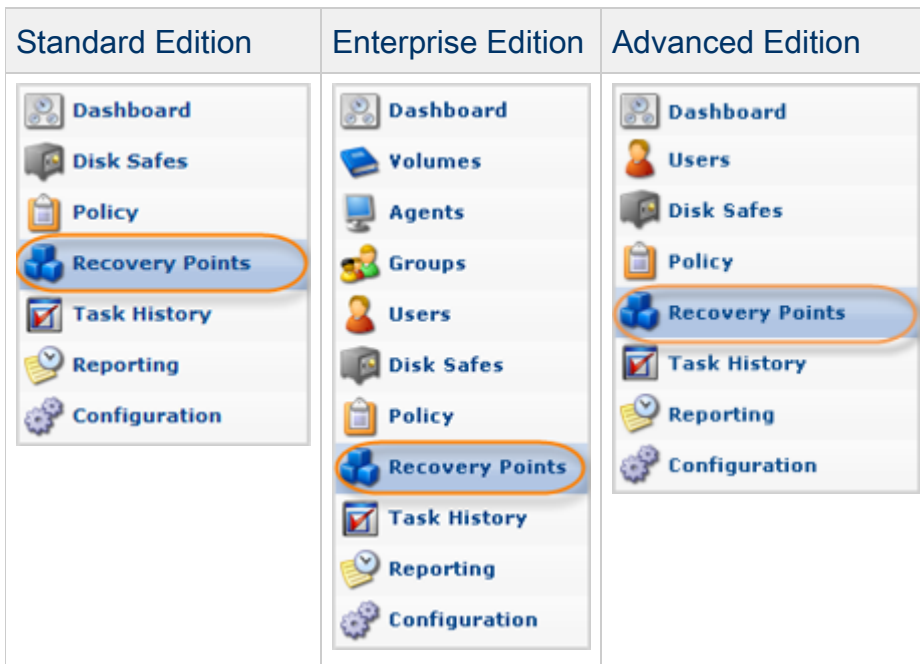 Standard Edition
Enterprise Edition
Advanced Edition
Dashboard
Disk Safes
Policy
Recovery Points
Task History
Reporting
Configuration
Dashboard
Volumes
Agents
Groups
Users
Disk Safes
Policy
Recovery Points
Task History
Reporting
Configuration
Dashboard
Users
Disk Safes
Policy
Recovery Points
Task History
Reporting
Configuration